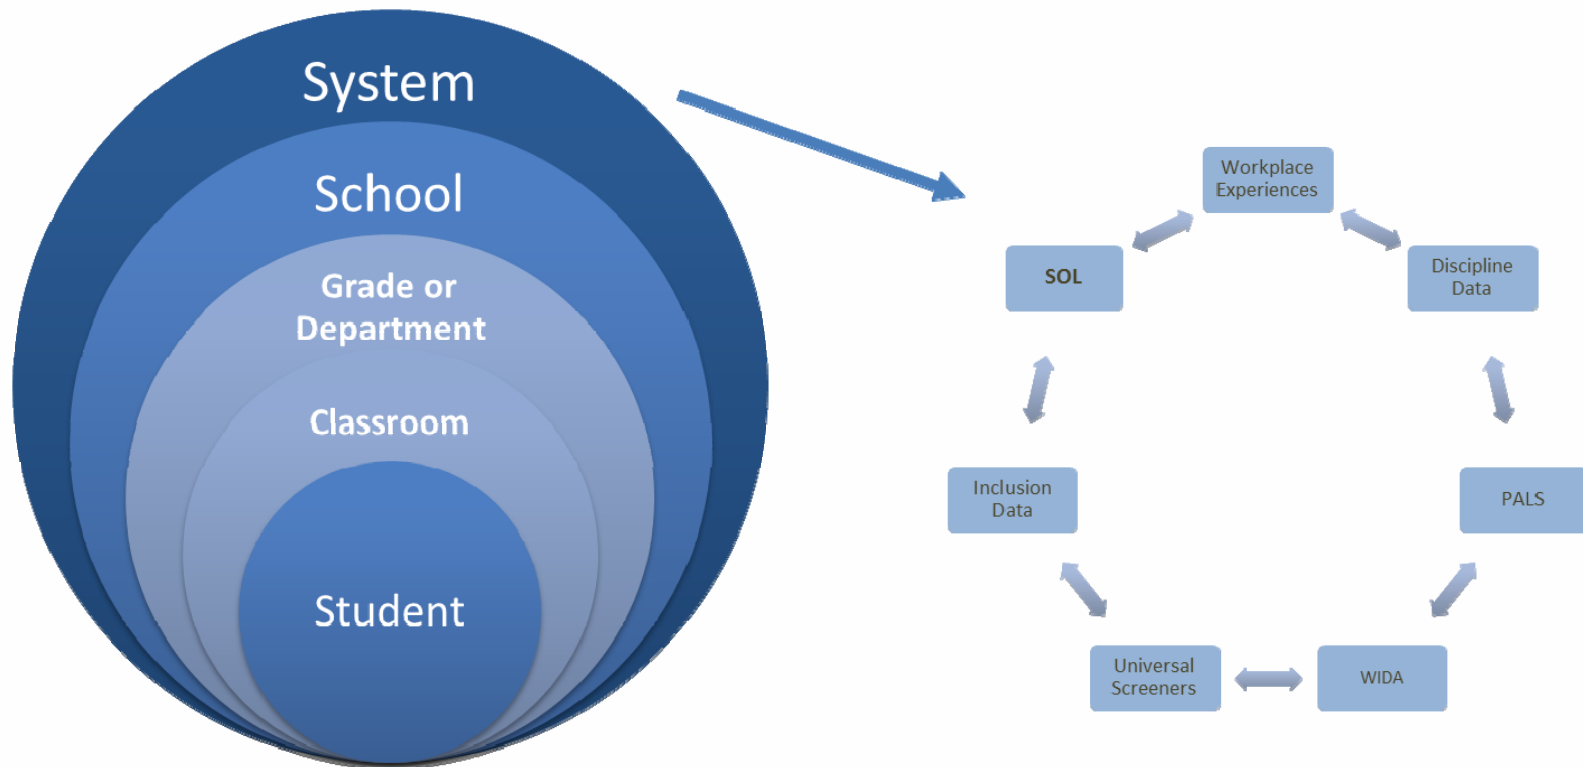 System
School
Grade or
Department
Classroom
Student
Workplace
Experiences
SOL
Discipline
Data
Inclusion
Data
PALS
Universal
Screeners
WIDA